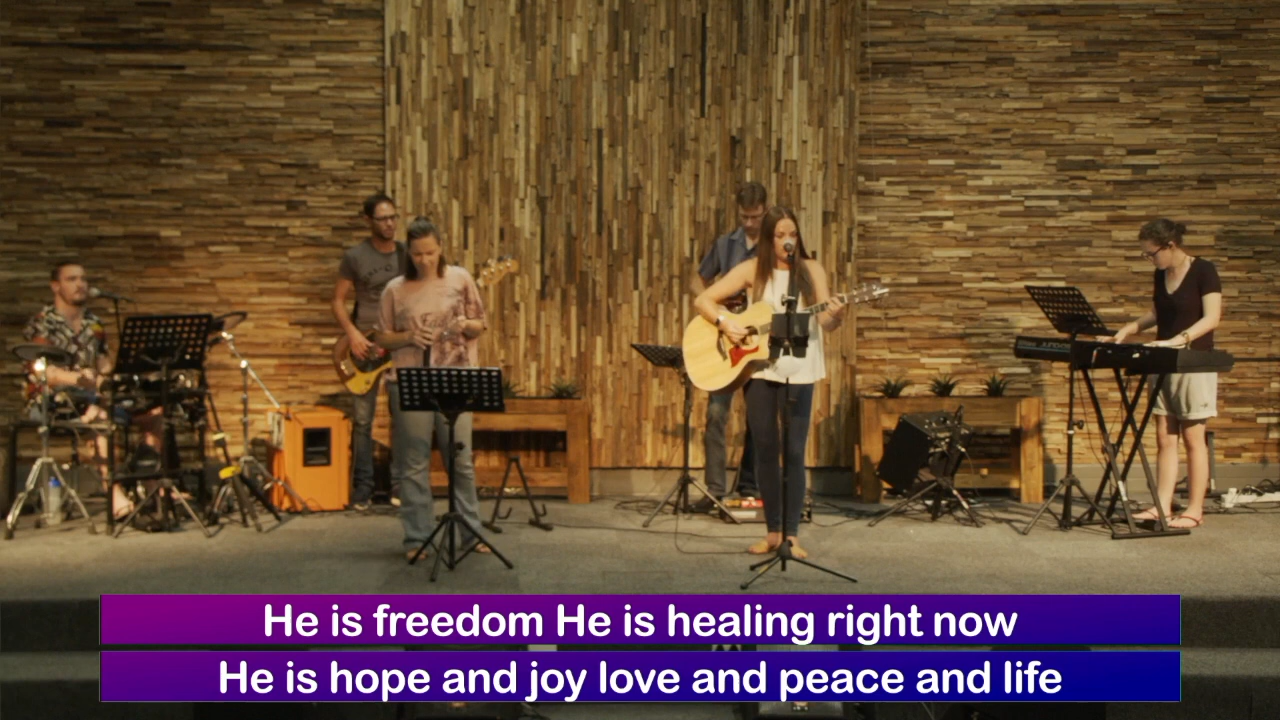 He is freedom He is healing right now
He is hope and joy love and peace and life